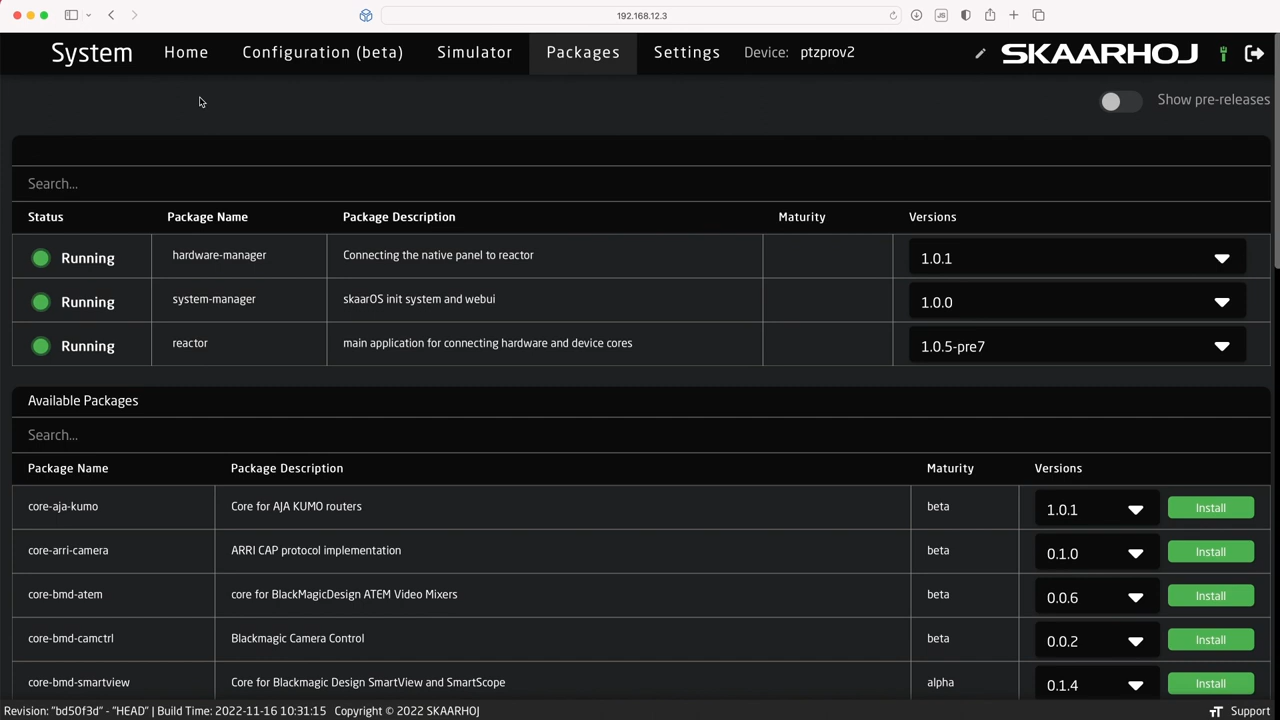 192.168.12.3
System Home Configuration (beta) Simulator Packages Settings Device: ptzprov2 SKAARHOJ
Show pre-releases
Search...
Status Package Name Package Description Maturity Versions
Running hardware-manager Connecting the native panel to reactor 1.0.1
Running system-manager skaarOS init system and webui 1.0.0
Running reactor main application for connecting hardware and device cores 1.0.5-pre7
Available Packages
Search...
Package Name Package Description Maturity Versions
core-aja-kumo Core for AJA KUMO routers beta 1.0.1 Install
core-arri-camera ARRI CAP protocol implementation beta 0.1.0 Install
core-bmd-atem core for BlackMagicDesign ATEM Video Mixers beta 0.0.6 Install
core-bmd-camctrl Blackmagic Camera Control beta 0.0.2 Install
core-bmd-smartview Core for Blackmagic Design SmartView and SmartScope alpha 0.1.4 Install
Revision: "bd50f3d" - "HEAD" | Build Time: 2022-11-16 10:31:15 Copyright © 2022 SKAARHOJ TT Support